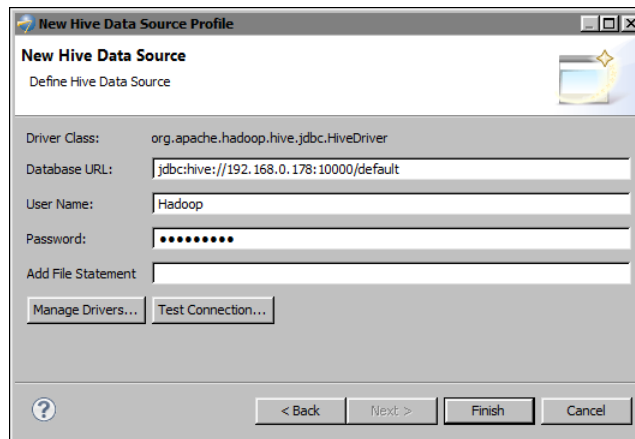 New Hive Data Source Profile
New Hive Data Source
Define Hive Data Source
Driver Class: org.apache.hadoop.hive.jdbc.HiveDriver
Database URL: jdbc:hive://192.168.0.178:10000/default
User Name: Hadoop
Password: •••••••••
Add File Statement
Manage Drivers... Test Connection...
? < Back Next > Finish Cancel